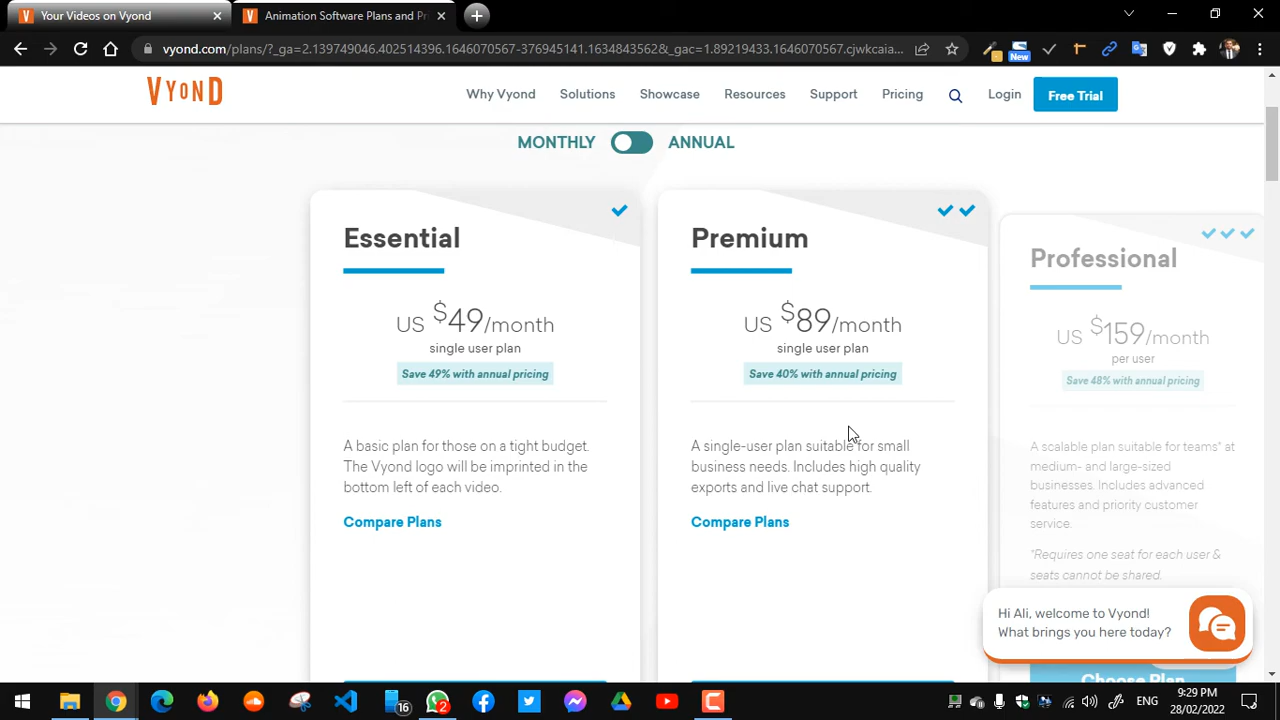 Your Videos on Vyond
Animation Software Plans and Pr
vyond.com/plans/?_ga=2.139749046.402514396.1646070567-376945141.1634843562&_gac=1.89219433.1646070567.cjwkcaia...
New
VYOND
Why Vyond
Solutions
Showcase
Resources
Support
Pricing
Login
Free Trial
MONTHLY
ANNUAL
Essential
US $49/month
single user plan
Save 49% with annual pricing
A basic plan for those on a tight budget.
The Vyond logo will be imprinted in the
bottom left of each video.
Compare Plans
Premium
US $89/month
single user plan
Save 40% with annual pricing
A single-user plan suitable for small
business needs. Includes high quality
exports and live chat support.
Compare Plans
Professional
US $159/month
per user
Save 48% with annual pricing
A scalable plan suitable for teams* at
medium- and large-sized
businesses. Includes advanced
features and priority customer
service.
*Requires one seat for each user &
seats cannot be shared.
Hi Ali, welcome to Vyond!
What brings you here today?
Choose Plan
16
2
ENG
9:29 PM
28/02/2022